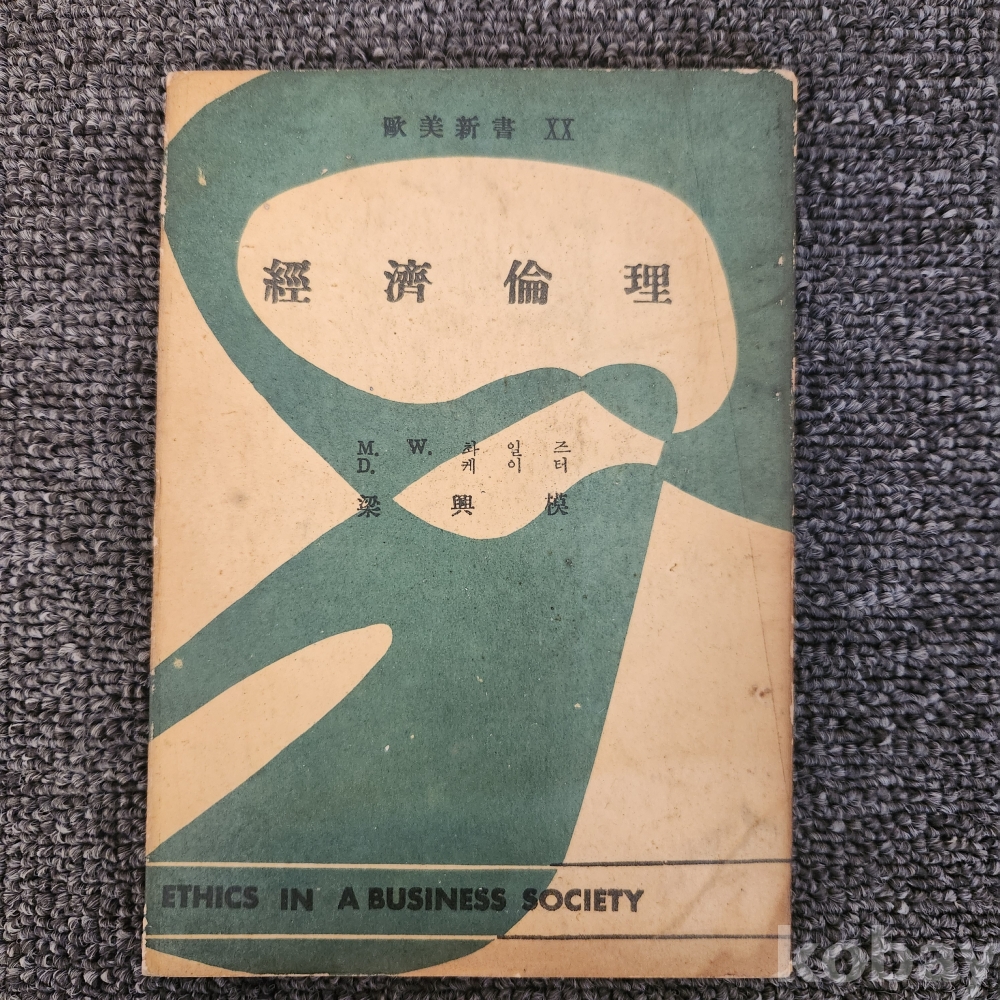 歐美新書 XX
經濟倫理
M. W. 촤일즈
D. 케이터
梁興模
ETHICS IN A BUSINESS SOCIETY
kobay